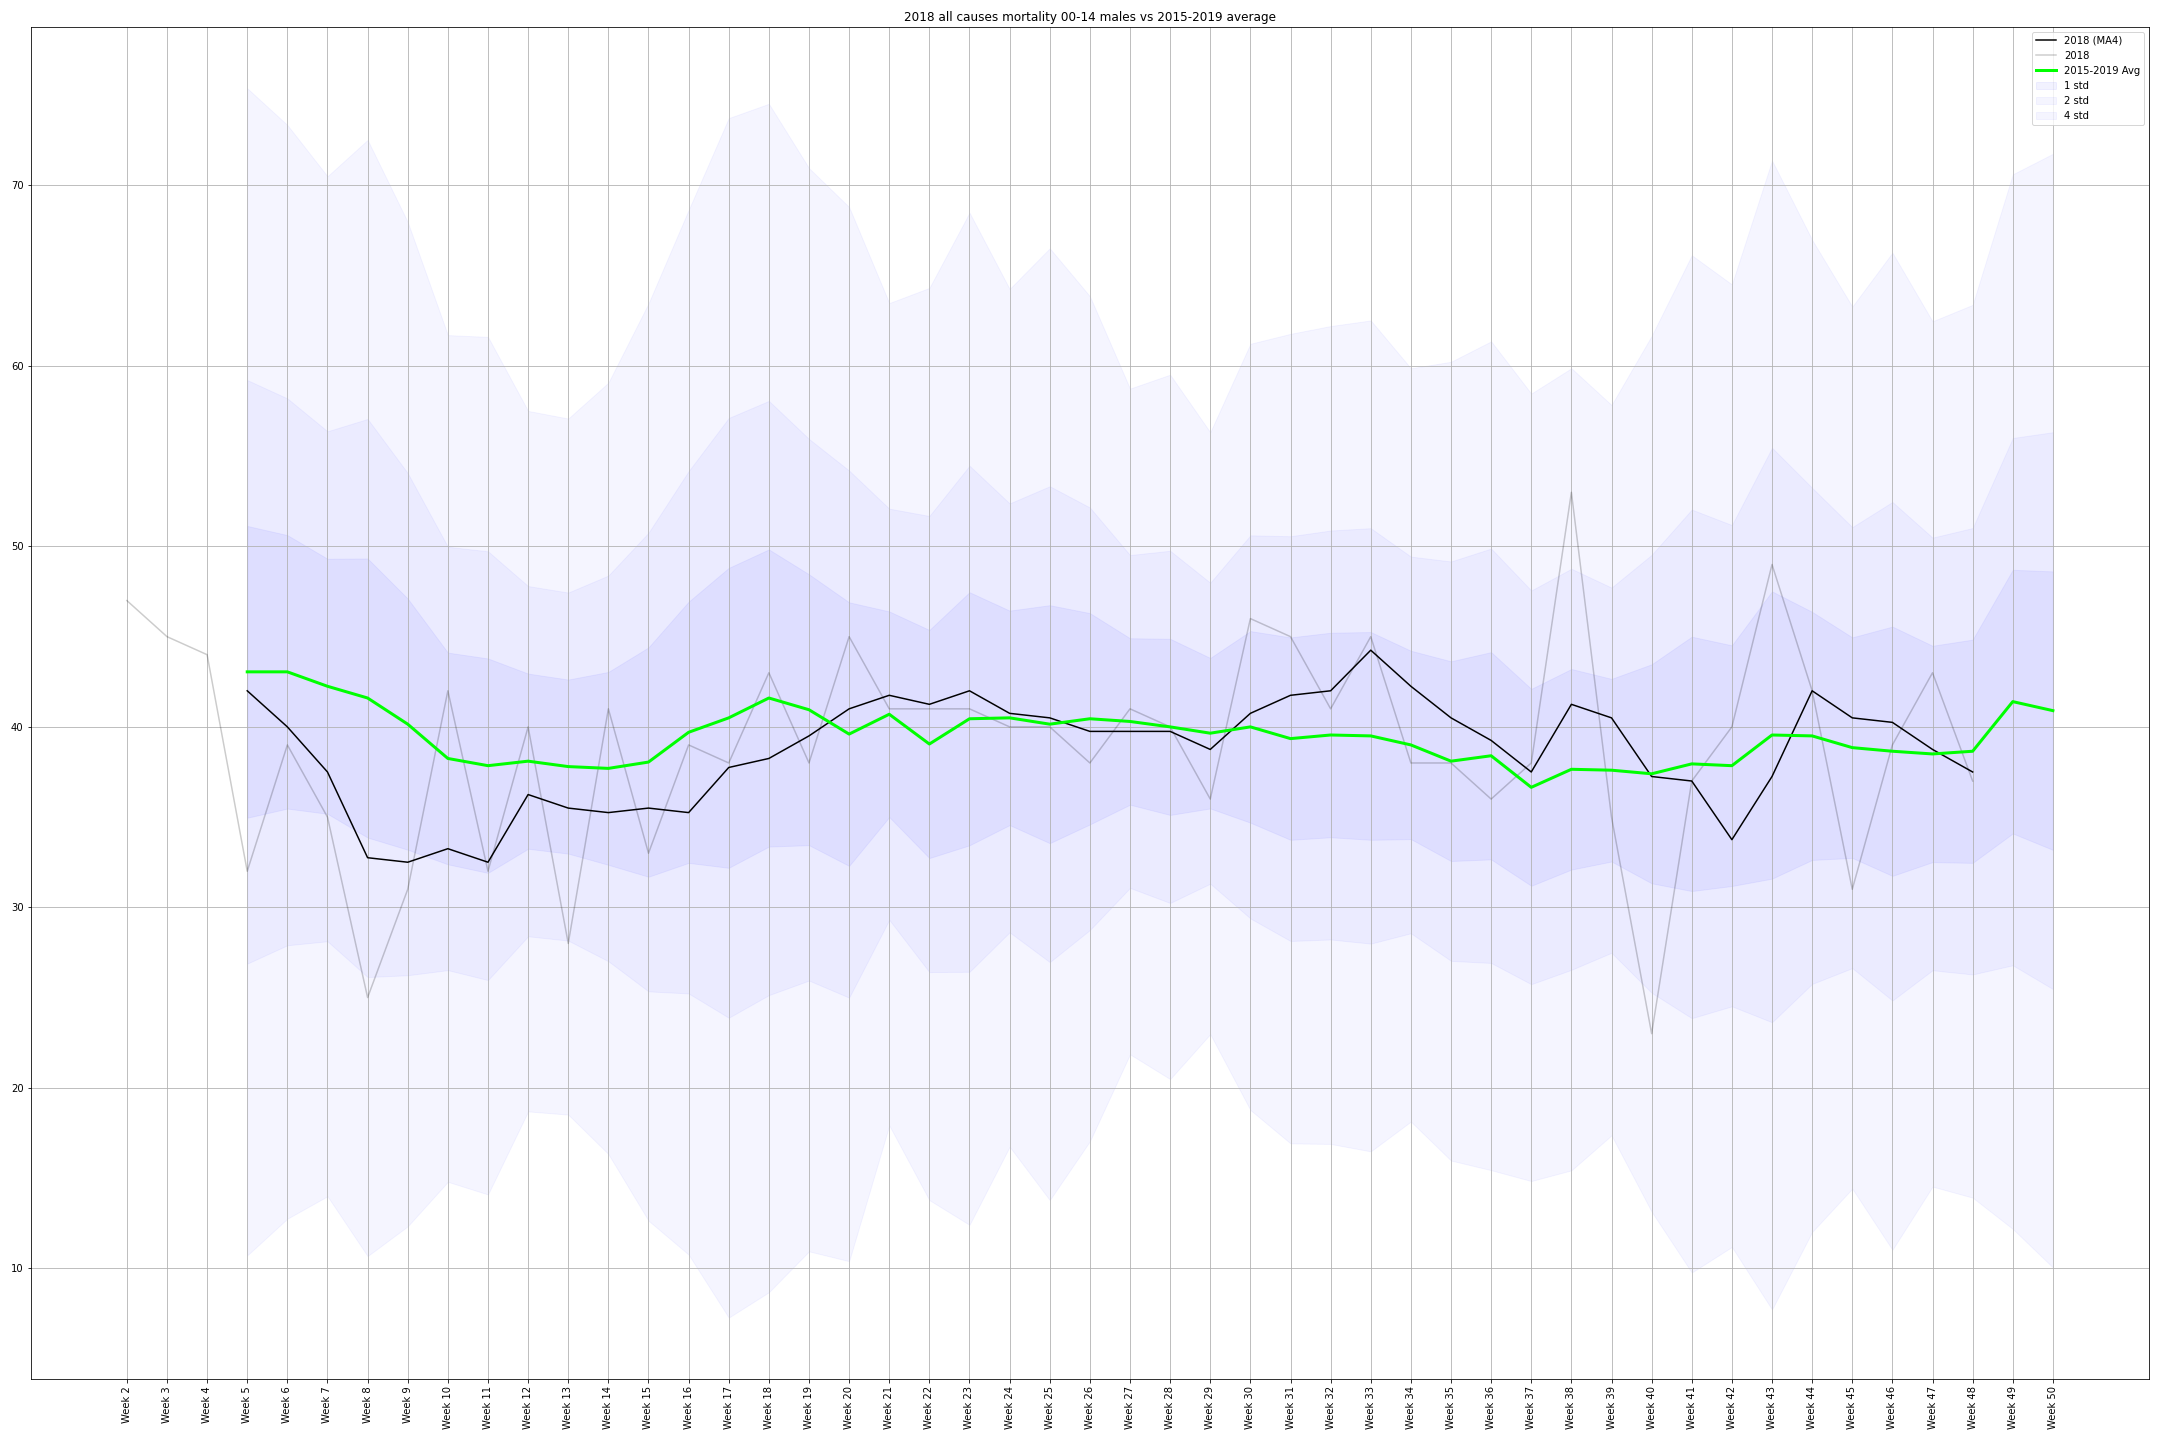 2018 all causes mortality 00-14 males vs 2015-2019 average
2018 (MA4)
2018
2015-2019 Avg
1 std
2 std
4 std
70
60
50
40
30
20
10
Week 2
Week 3
Week 4
Week 5
Week 6
Week 7
Week 8
Week 9
Week 10
Week 11
Week 12
Week 13
Week 14
Week 15
Week 16
Week 17
Week 18
Week 19
Week 20
Week 21
Week 22
Week 23
Week 24
Week 25
Week 26
Week 27
Week 28
Week 29
Week 30
Week 31
Week 32
Week 33
Week 34
Week 35
Week 36
Week 37
Week 38
Week 39
Week 40
Week 41
Week 42
Week 43
Week 44
Week 45
Week 46
Week 47
Week 48
Week 49
Week 50